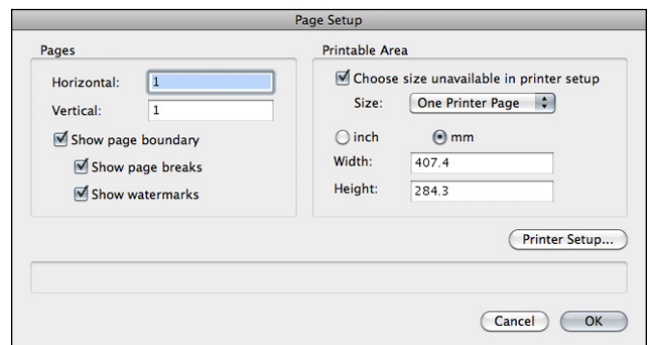 Page Setup
Pages
Horizontal: 1
Vertical: 1
Show page boundary
Show page breaks
Show watermarks
Printable Area
Choose size unavailable in printer setup
Size: One Printer Page
inch mm
Width: 407.4
Height: 284.3
Printer Setup...
Cancel OK